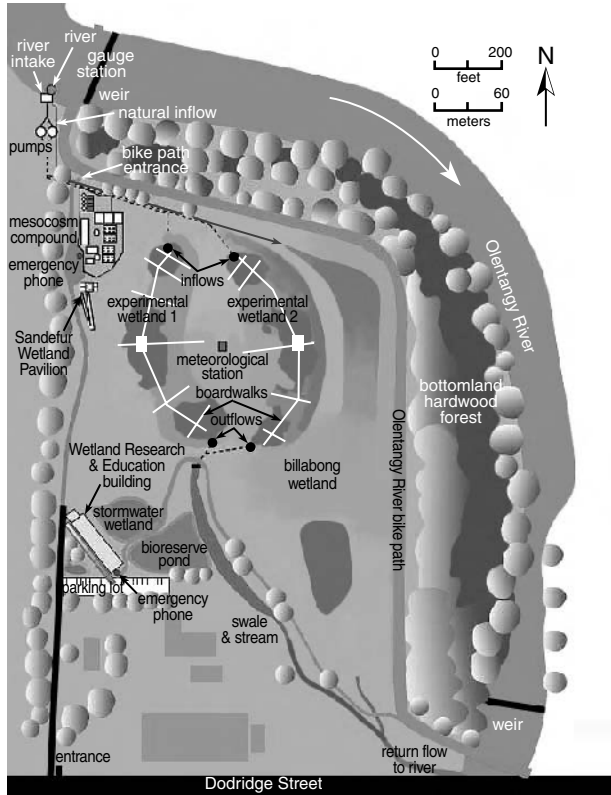 river
intake
river
gauge
station
weir
natural inflow
pumps
bike path
entrance
0 200
feet
0 60
meters
N
mesocosm
compound
emergency
phone
inflows
experimental
wetland 1
experimental
wetland 2
Sandefur
Wetland
Pavilion
meteorological
station
boardwalks
outflows
Olentangy River
bottomland
hardwood
forest
Olentangy River bike path
Wetland Research
& Education
building
billabong
wetland
stormwater
wetland
bioreserve
pond
parking lot
emergency
phone
swale
& stream
weir
entrance
return flow
to river
Dodridge Street